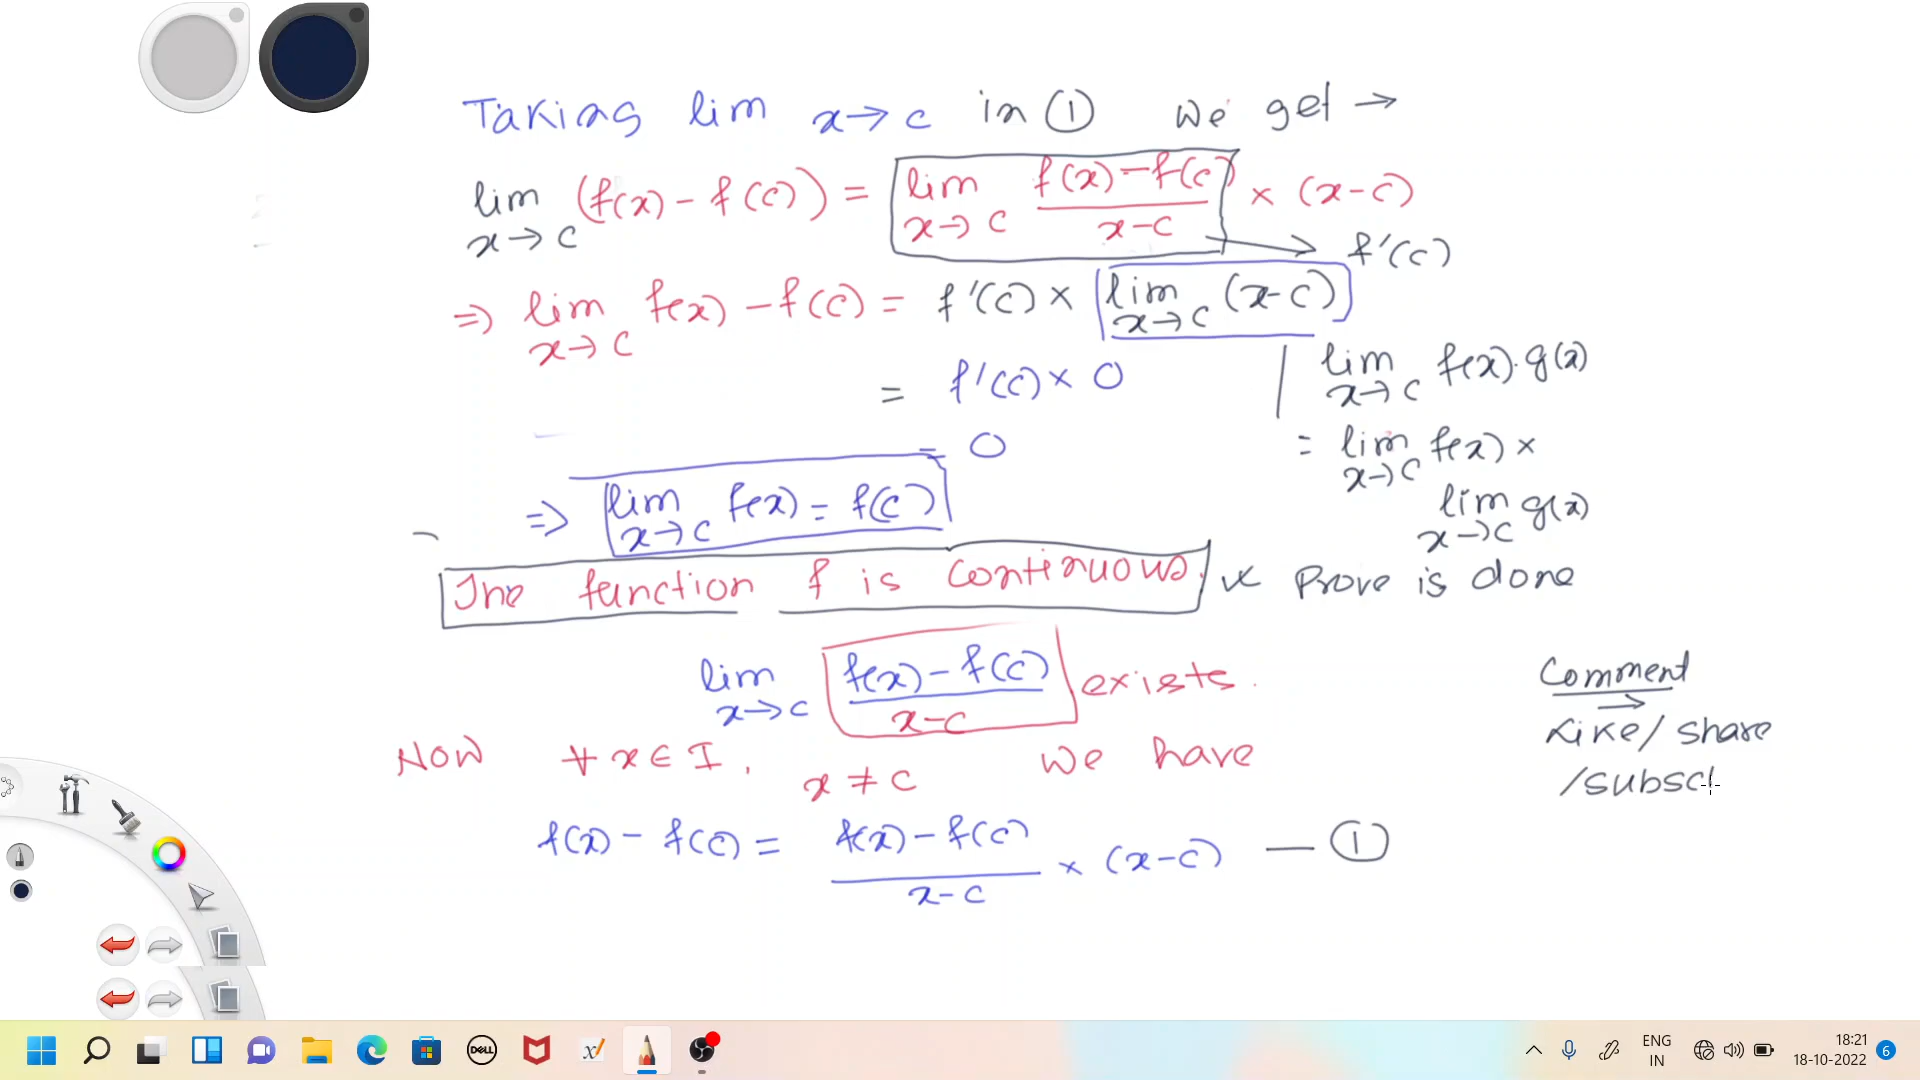 Taking lim x→c in ① We get →
lim x→c (f(x) - f(c)) = lim x→c f(x)-f(c) / x-c × (x-c)
→ f'(c)
⇒ lim x→c f(x) - f(c) = f'(c) × lim x→c (x-c)
= f'(c) × 0
= 0
⇒ lim x→c f(x) = f(c)
| lim x→c f(x).g(x)
= lim x→c f(x) ×
lim x→c g(x)
The function f is continuous. Prove is done
lim x→c f(x) - f(c) / x-c exists.
Now ∀ x ∈ I, x ≠ c We have
f(x) - f(c) = f(x) - f(c) / x-c × (x-c) — ①
Comment
Like/ share
/subsc
DELL
ENG
IN
18:21
18-10-2022
6